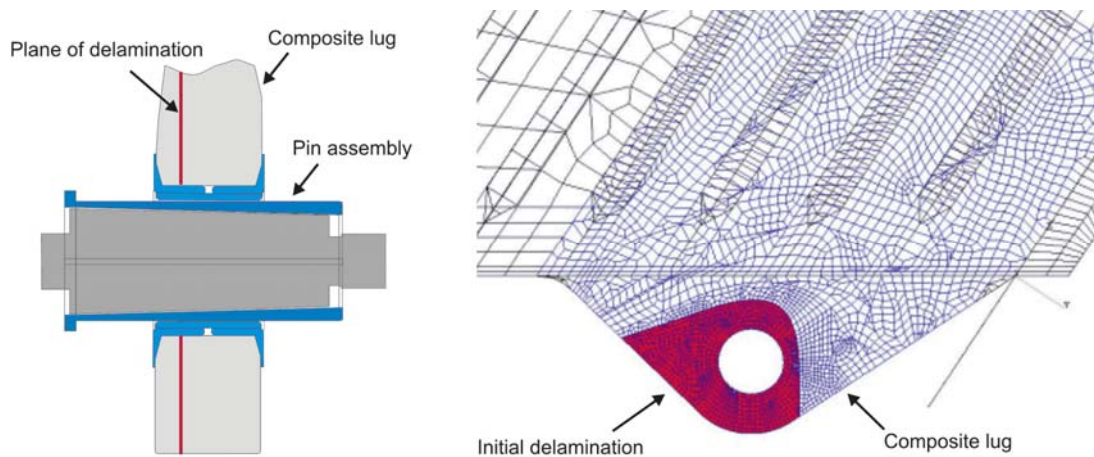 Plane of delamination
Composite lug
Pin assembly
Initial delamination
Composite lug